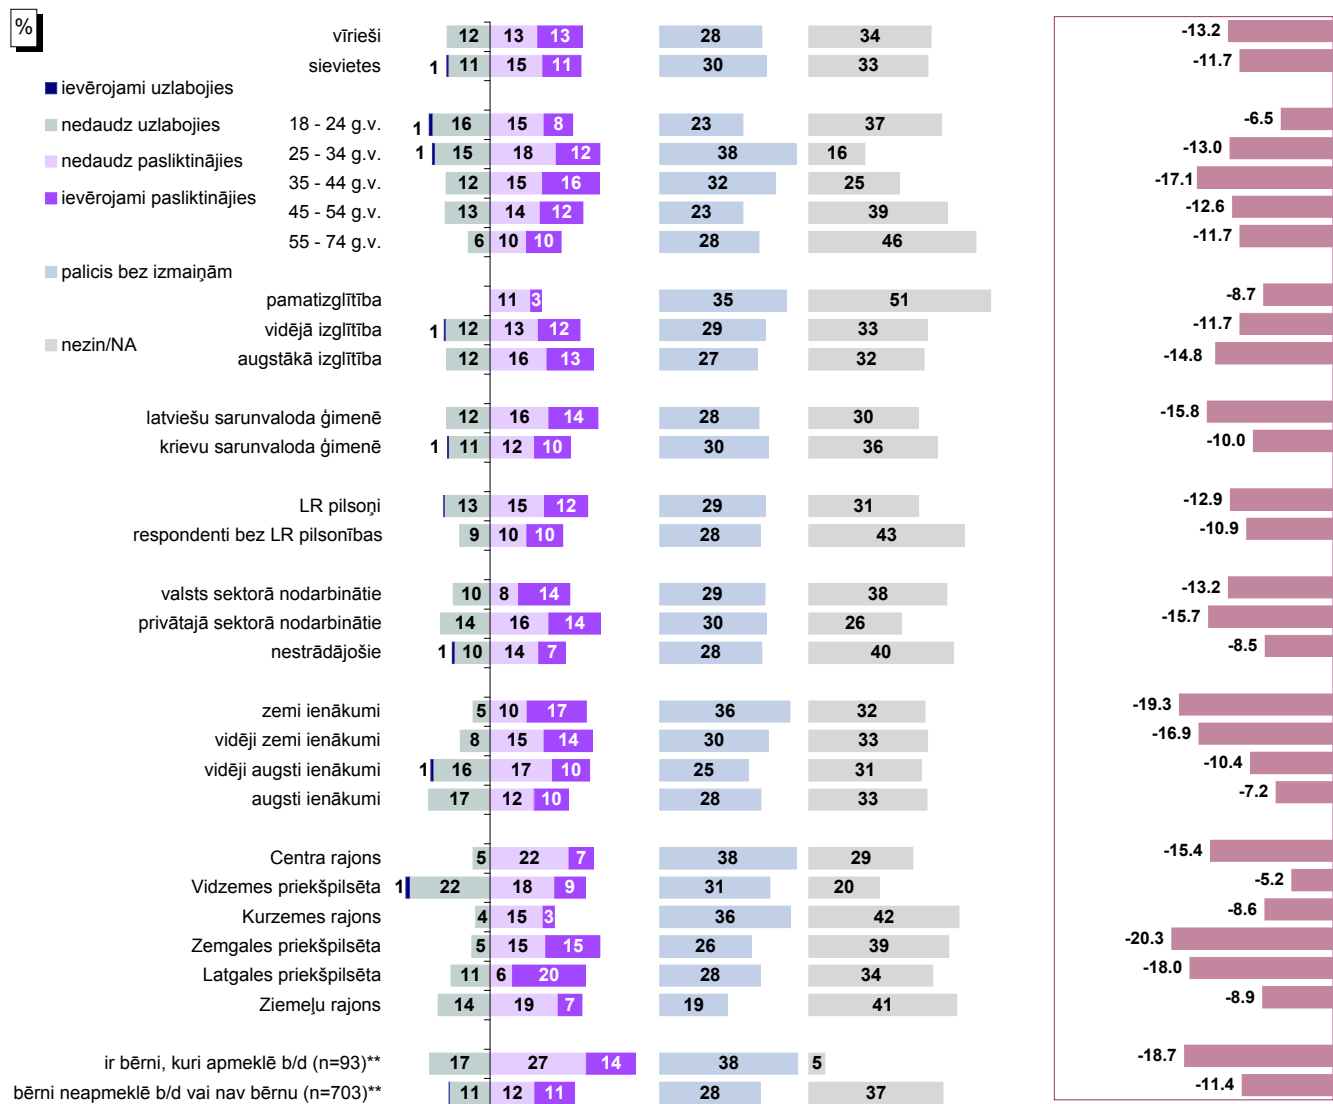 %
ievērojami uzlabojies
nedaudz uzlabojies
nedaudz pasliktinājies
ievērojami pasliktinājies
palicis bez izmaiņām
nezin/NA
vīrieši 12 13 13 28 34 -13.2
sievietes 1 11 15 11 30 33 -11.7
18 - 24 g.v. 1 16 15 8 23 37 -6.5
25 - 34 g.v. 1 15 18 12 38 16 -13.0
35 - 44 g.v. 12 15 16 32 25 -17.1
45 - 54 g.v. 13 14 12 23 39 -12.6
55 - 74 g.v. 6 10 10 28 46 -11.7
pamatizglītība 11 3 35 51 -8.7
vidējā izglītība 1 12 13 12 29 33 -11.7
augstākā izglītība 12 16 13 27 32 -14.8
latviešu sarunvaloda ģimenē 12 16 14 28 30 -15.8
krievu sarunvaloda ģimenē 1 11 12 10 30 36 -10.0
LR pilsoņi 13 15 12 29 31 -12.9
respondenti bez LR pilsonības 9 10 10 28 43 -10.9
valsts sektorā nodarbinātie 10 8 14 29 38 -13.2
privātajā sektorā nodarbinātie 14 16 14 30 26 -15.7
nestrādājošie 1 10 14 7 28 40 -8.5
zemi ienākumi 5 10 17 36 32 -19.3
vidēji zemi ienākumi 8 15 14 30 33 -16.9
vidēji augsti ienākumi 1 16 17 10 25 31 -10.4
augsti ienākumi 17 12 10 28 33 -7.2
Centra rajons 5 22 7 38 29 -15.4
Vidzemes priekšpilsēta 1 22 18 9 31 20 -5.2
Kurzemes rajons 4 15 3 36 42 -8.6
Zemgales priekšpilsēta 5 15 15 26 39 -20.3
Latgales priekšpilsēta 11 6 20 28 34 -18.0
Ziemeļu rajons 14 19 7 19 41 -8.9
ir bērni, kuri apmeklē b/d (n=93)** 17 27 14 38 5 -18.7
bērni neapmeklē b/d vai nav bērnu (n=703)** 11 12 11 28 37 -11.4